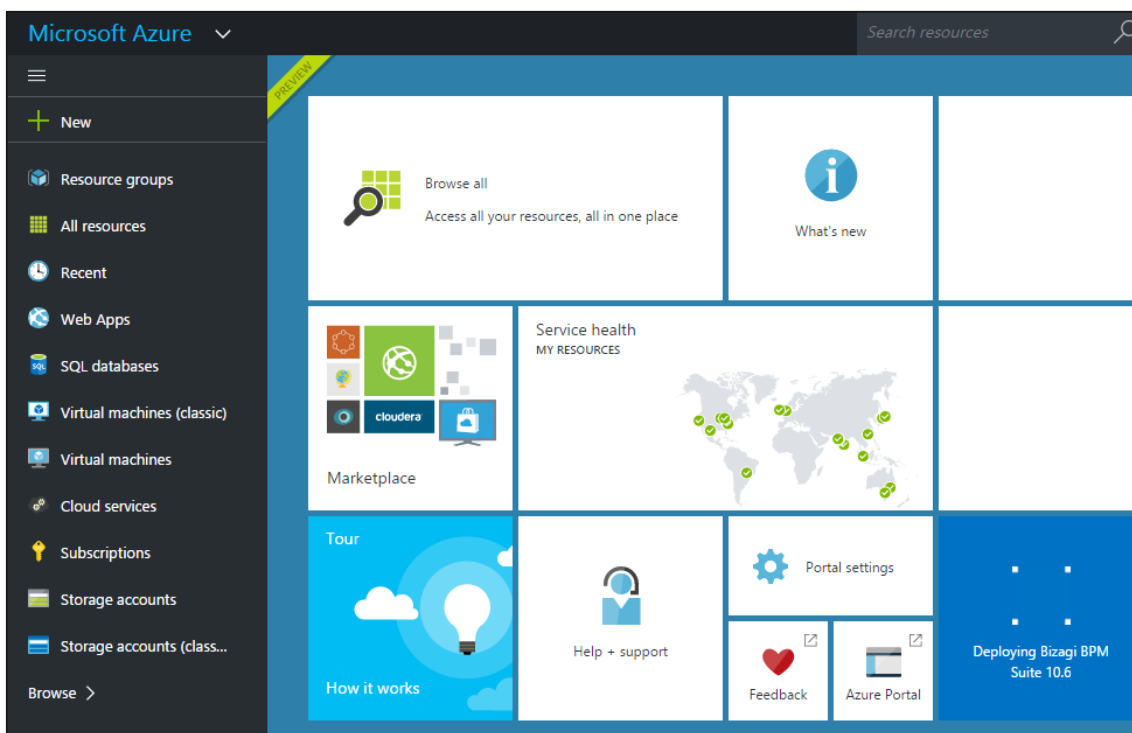 Microsoft Azure
Search resources
PREVIEW
New
Resource groups
All resources
Recent
Web Apps
SQL databases
Virtual machines (classic)
Virtual machines
Cloud services
Subscriptions
Storage accounts
Storage accounts (class...
Browse
Browse all
Access all your resources, all in one place
What's new
cloudera
Marketplace
Service health
MY RESOURCES
Tour
How it works
Help + support
Portal settings
Feedback
Azure Portal
Deploying Bizagi BPM
Suite 10.6
SQL